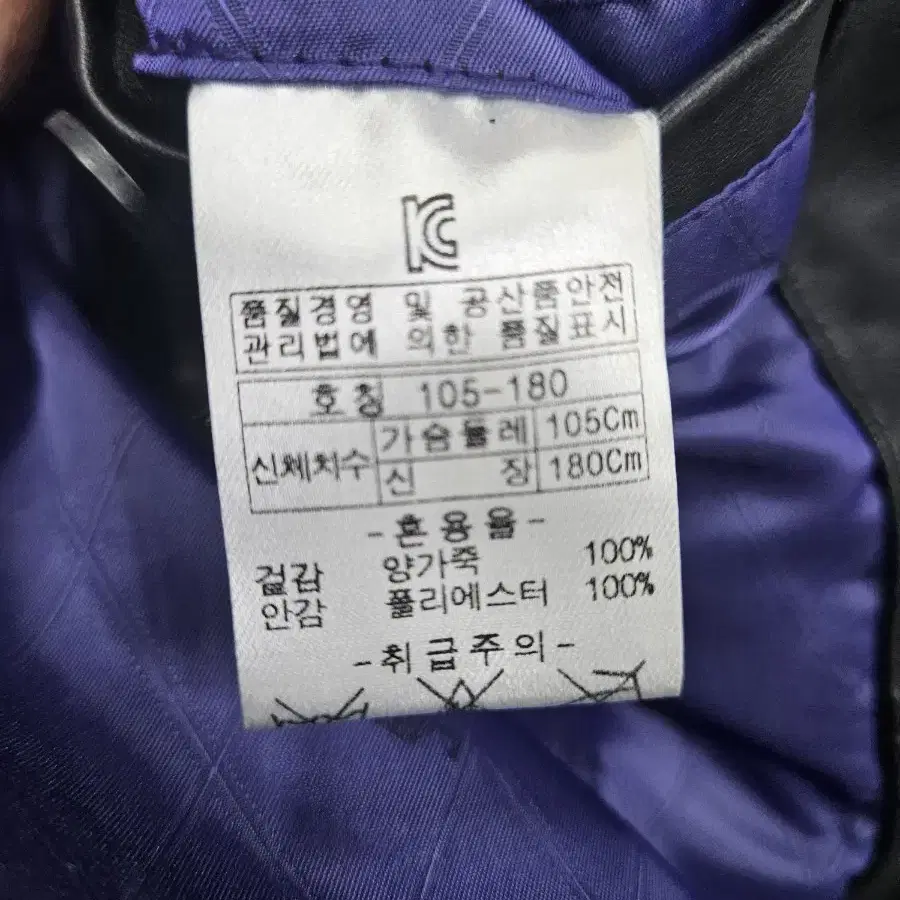 KC
품질경영 및 공산품안전
관리법에 의한 품질표시
호칭 105-180
신체치수 가슴둘레 105Cm
신장 180Cm
-혼용율-
겉감 양가죽 100%
안감 폴리에스터 100%
-취급주의-